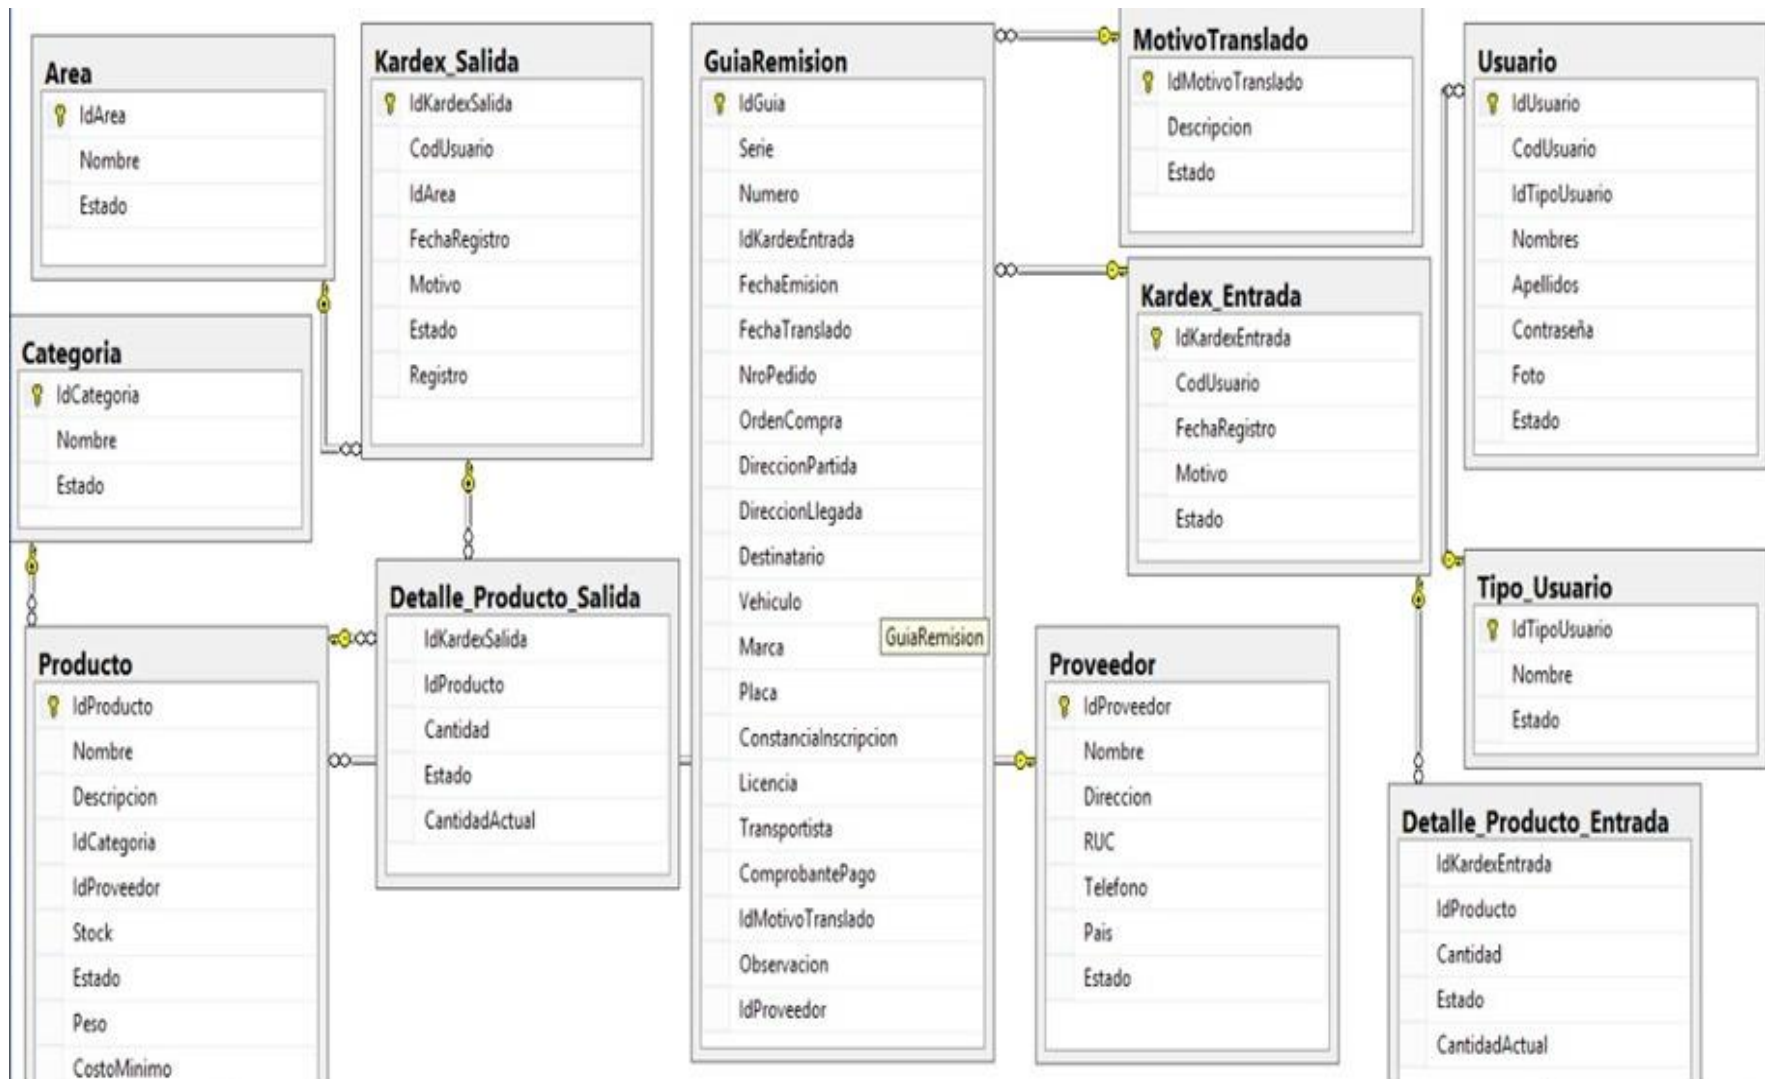 Area
IdArea
Nombre
Estado
Categoria
IdCategoria
Nombre
Estado
Producto
IdProducto
Nombre
Descripcion
IdCategoria
IdProveedor
Stock
Estado
Peso
CostoMinimo
Kardex_Salida
IdKardexSalida
CodUsuario
IdArea
FechaRegistro
Motivo
Estado
Registro
Detalle_Producto_Salida
IdKardexSalida
IdProducto
Cantidad
Estado
CantidadActual
GuiaRemision
IdGuia
Serie
Numero
IdKardexEntrada
FechaEmision
FechaTranslado
NroPedido
OrdenCompra
DireccionPartida
DireccionLlegada
Destinatario
Vehiculo
GuiaRemision
Marca
Placa
ConstanciaInscripcion
Licencia
Transportista
ComprobantePago
IdMotivoTranslado
Observacion
IdProveedor
MotivoTranslado
IdMotivoTranslado
Descripcion
Estado
Kardex_Entrada
IdKardexEntrada
CodUsuario
FechaRegistro
Motivo
Estado
Proveedor
IdProveedor
Nombre
Direccion
RUC
Telefono
Pais
Estado
Usuario
IdUsuario
CodUsuario
IdTipoUsuario
Nombres
Apellidos
Contraseña
Foto
Estado
Tipo_Usuario
IdTipoUsuario
Nombre
Estado
Detalle_Producto_Entrada
IdKardexEntrada
IdProducto
Cantidad
Estado
CantidadActual